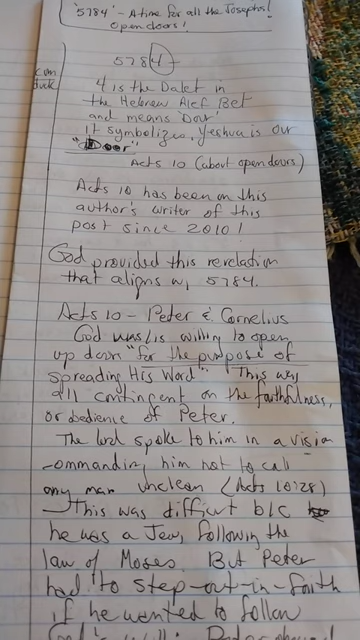 '5784' - A time for all the Josephs!
open doors!
5784
4 is the Dalet in
the Hebrew Alef Bet
and means 'Door'
it symbolizes, Yeshua is our
"Door"
Acts 10 (about open doors)
Acts 10 has been on this
author's writer of this
post since 2010!
God provided this revelation
that aligns w, 5784.
Acts 10 - Peter & Cornelius
God was/is willing to open
up doors "for the purpose of
spreading His Word" This was
all contingent on the faithfulness,
or obedience of Peter.
The Lord spoke to him in a vision
commanding him not to call
any man unclean (Acts 10:28)
This was difficult b/c
he was a Jew, following the
law of Moses. But Peter
had to step-out-in-faith
if he wanted to follow
God's will.